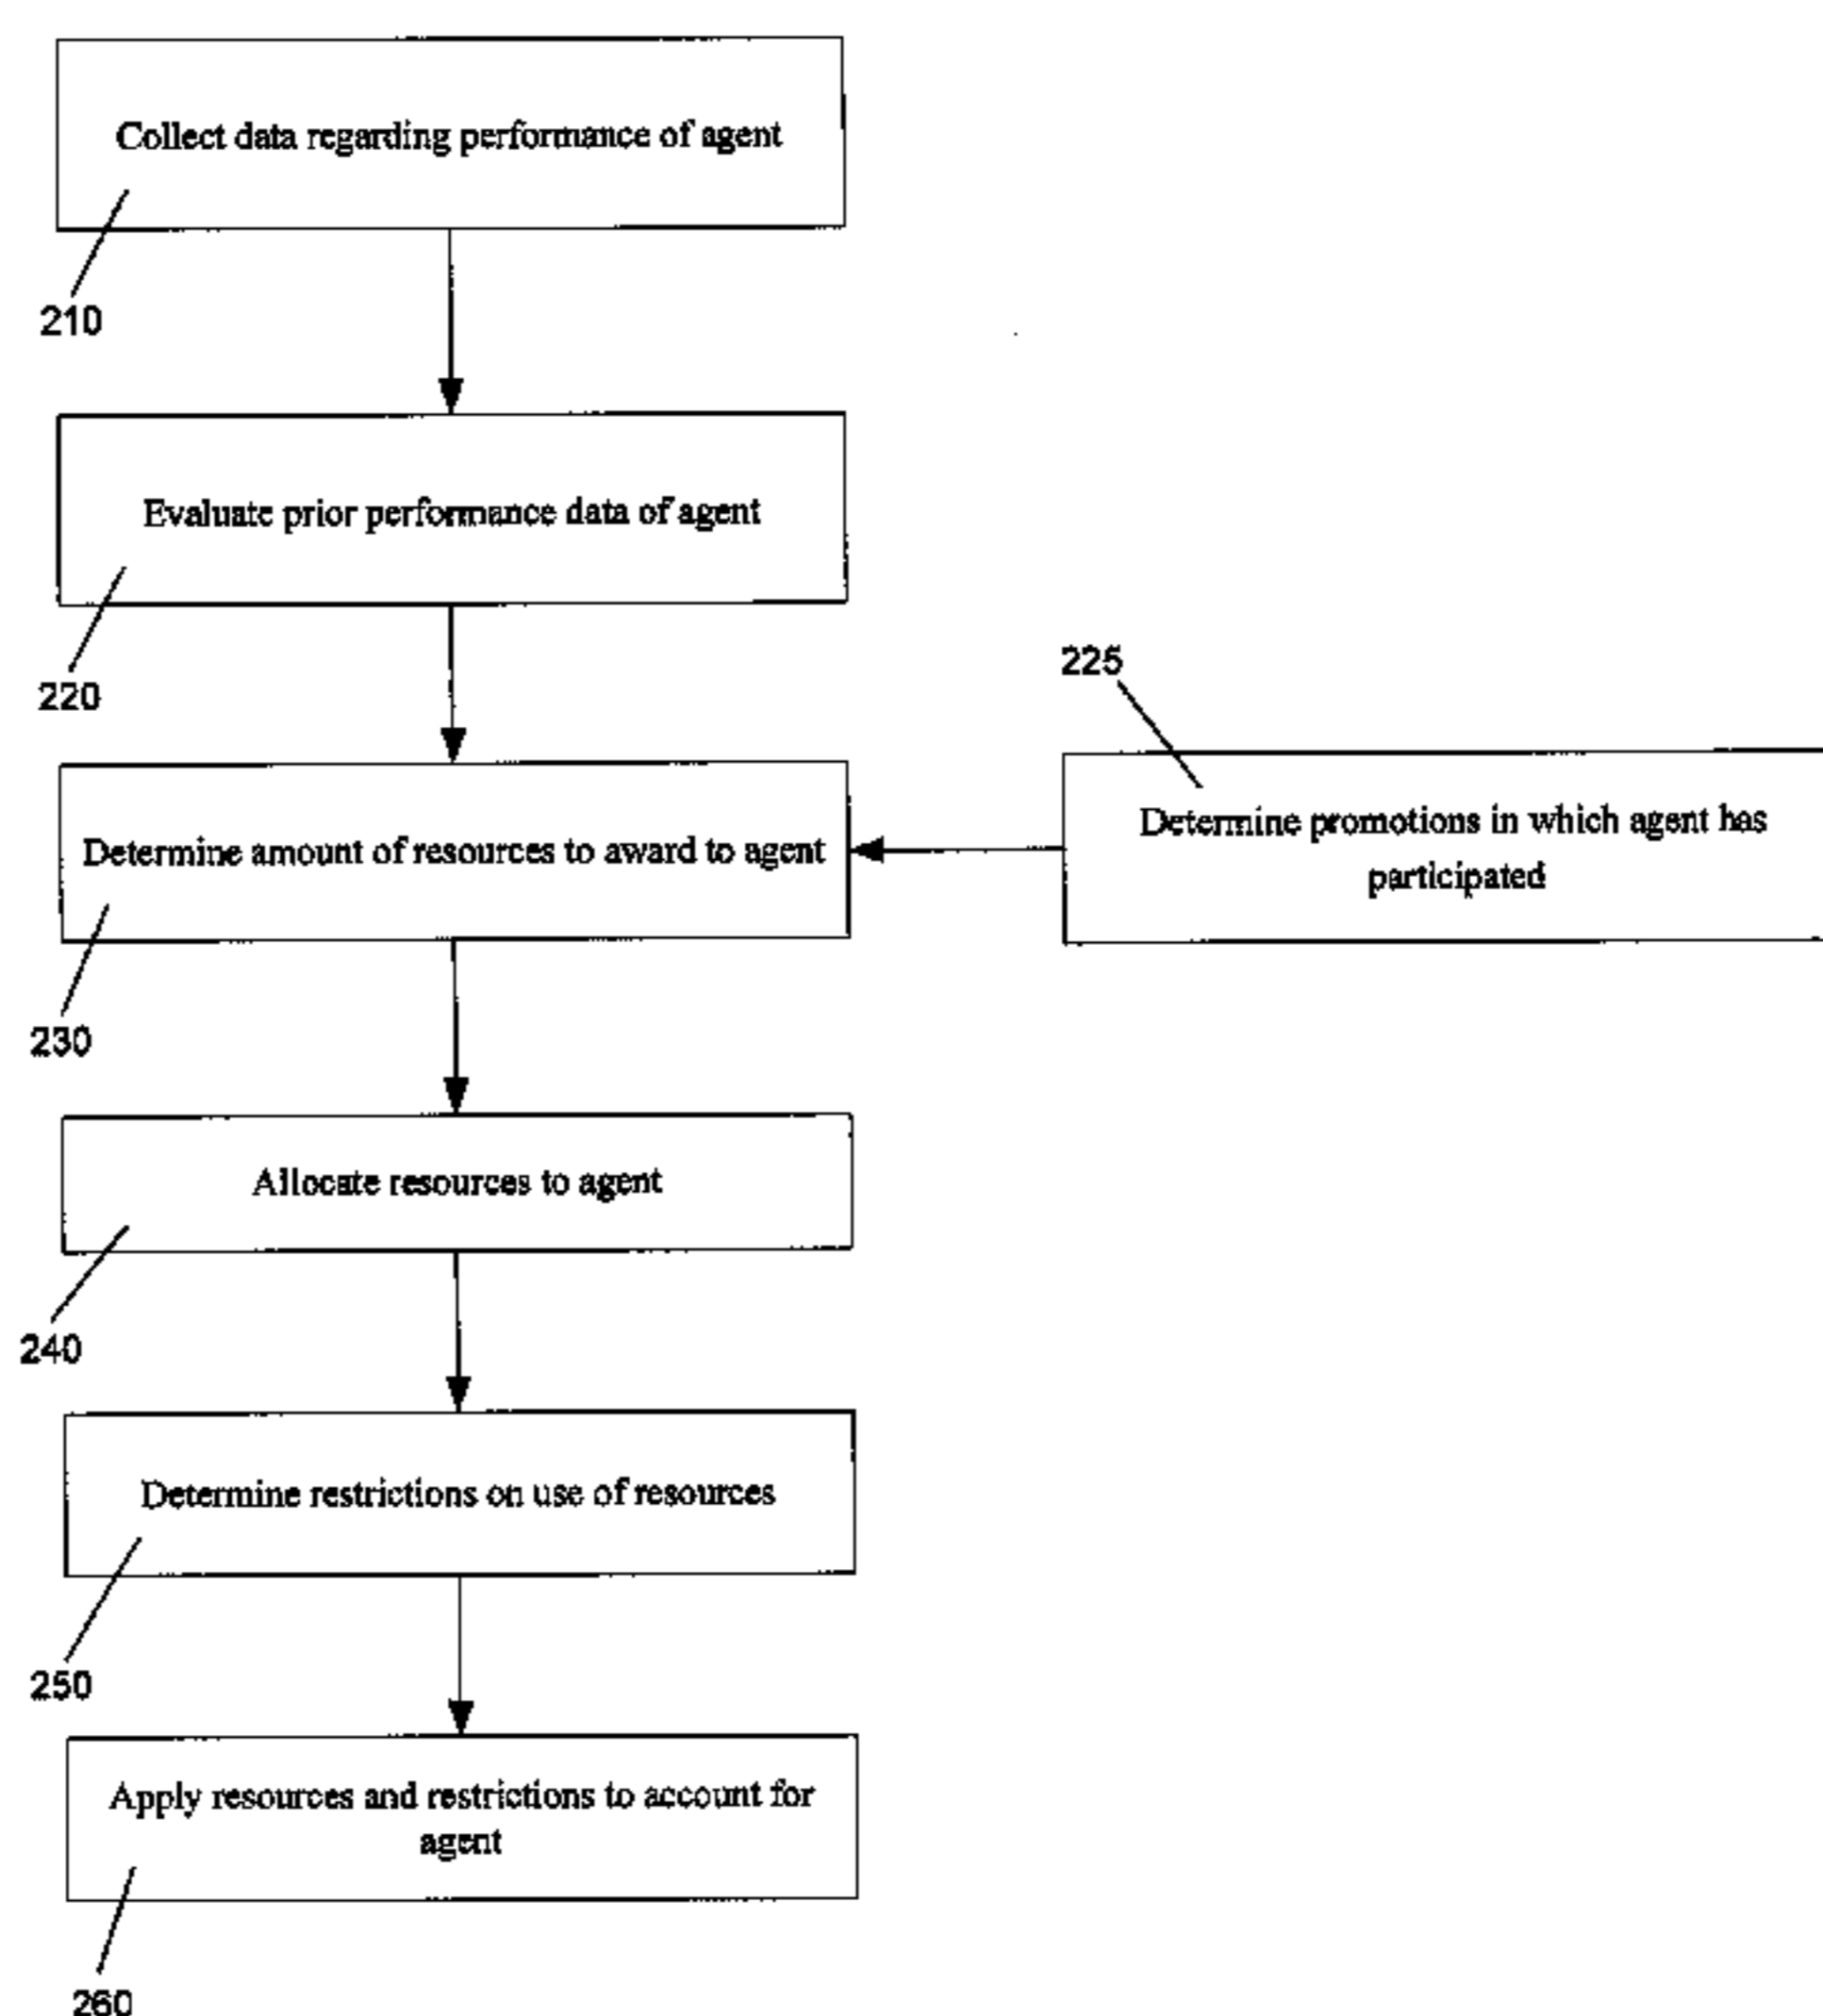 Collect data regarding performance of agent
210
Evaluate prior performance data of agent
220
225
Determine promotions in which agent has
participated
Determine amount of resources to award to agent
230
Allocate resources to agent
240
Determine restrictions on use of resources
250
Apply resources and restrictions to account for
agent
260